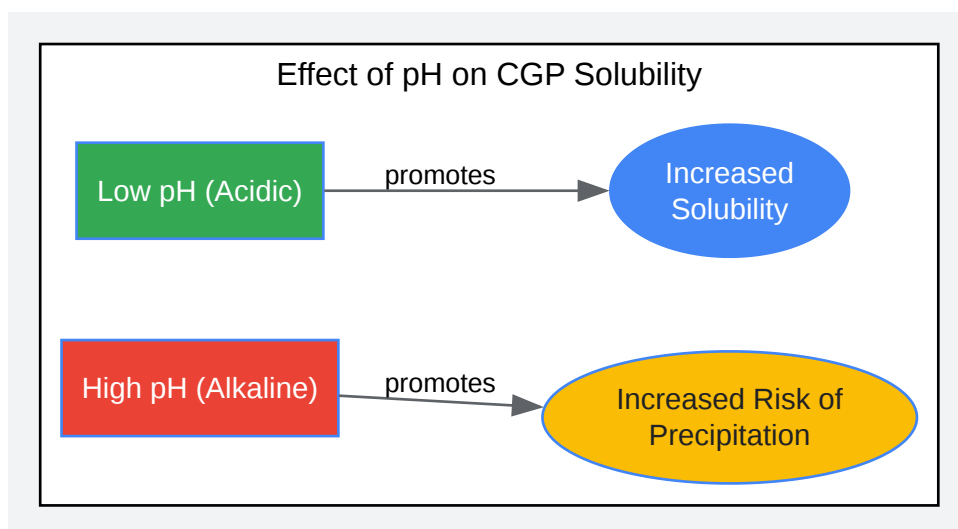 Effect of pH on CGP Solubility
Low pH (Acidic)
promotes
Increased
Solubility
High pH (Alkaline)
promotes
Increased Risk of
Precipitation